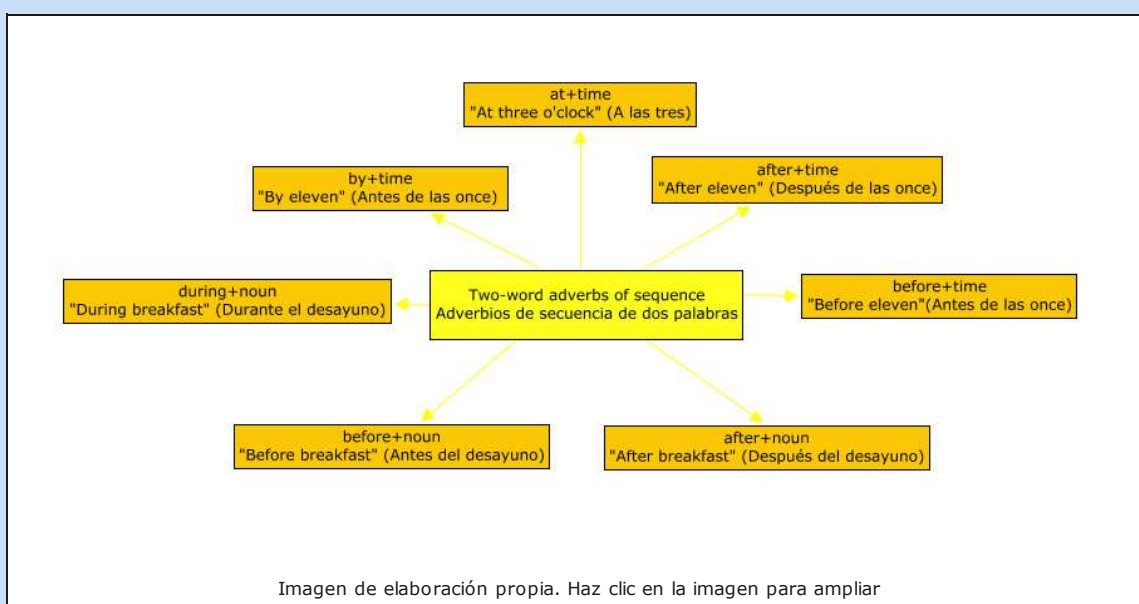 at+time
"At three o'clock" (A las tres)
by+time
"By eleven" (Antes de las once)
after+time
"After eleven" (Después de las once)
during+noun
"During breakfast" (Durante el desayuno)
Two-word adverbs of sequence
Adverbios de secuencia de dos palabras
before+time
"Before eleven"(Antes de las once)
before+noun
"Before breakfast" (Antes del desayuno)
after+noun
"After breakfast" (Después del desayuno)
Imagen de elaboración propia. Haz clic en la imagen para ampliar